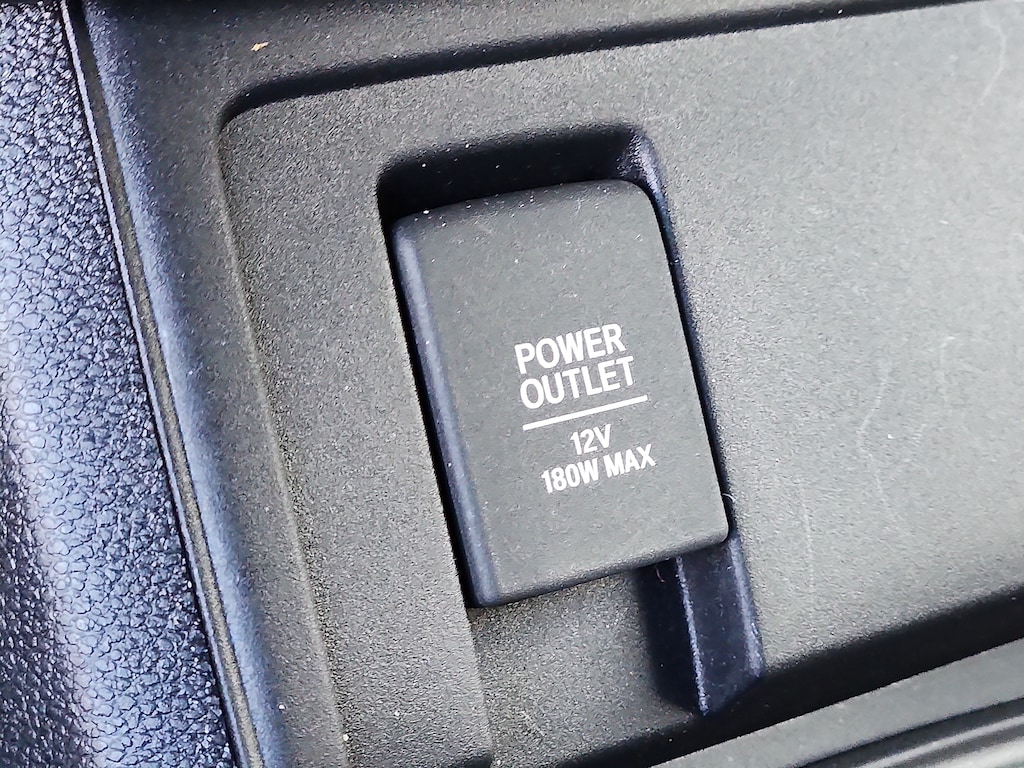 POWER
OUTLET
12V
180W MAX